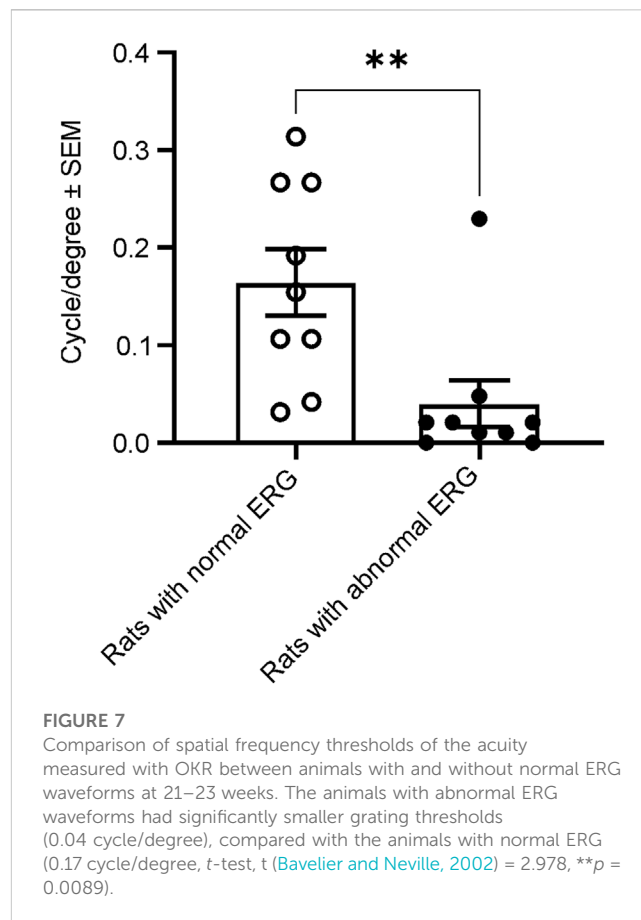 0.4
**
0.3
0.2
0.1
0.0
Cycle/degree ± SEM
Rats with normal ERG
Rats with abnormal ERG
FIGURE 7
Comparison of spatial frequency thresholds of the acuity
measured with OKR between animals with and without normal ERG
waveforms at 21–23 weeks. The animals with abnormal ERG
waveforms had significantly smaller grating thresholds
(0.04 cycle/degree), compared with the animals with normal ERG
(0.17 cycle/degree, t-test, t (Bavelier and Neville, 2002) = 2.978, **p =
0.0089).